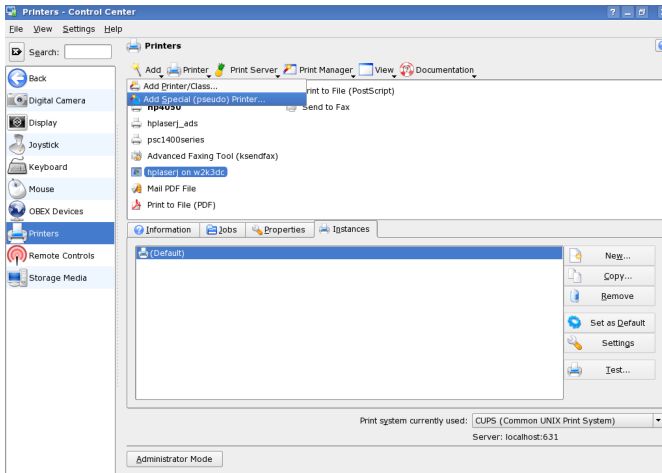 Printers - Control Center
File View Settings Help
Search:
Back
Digital Camera
Display
Joystick
Keyboard
Mouse
OBEX Devices
Printers
Remote Controls
Storage Media
Printers
Add Printer Print Server Print Manager View Documentation
Add Printer/Class...
Add Special (pseudo) Printer...
rint to File (PostScript)
hp4050 Send to Fax
hplaserj_ads
psc1400series
Advanced Faxing Tool (ksendfax)
hplaserj on w2k3dc
Mail PDF File
Print to File (PDF)
Information Jobs Properties Instances
(Default)
New...
Copy...
Remove
Set as Default
Settings
Test...
Print system currently used: CUPS (Common UNIX Print System)
Server: localhost:631
Administrator Mode